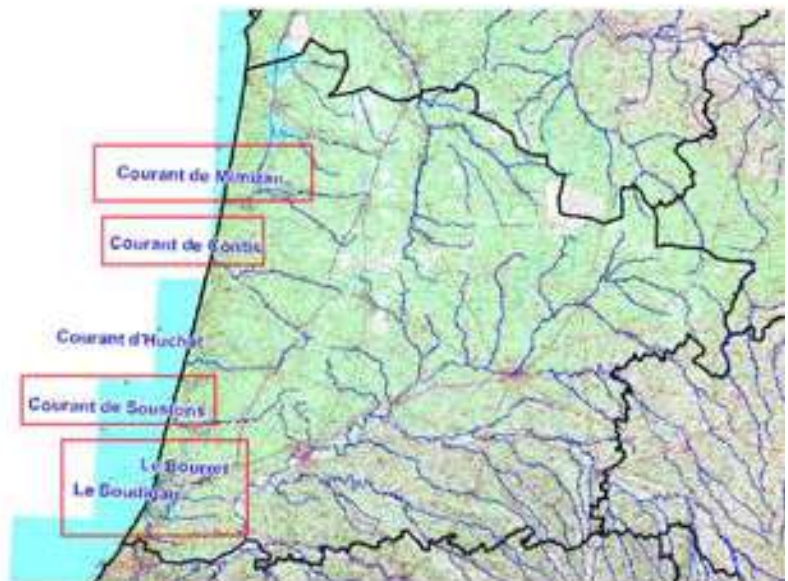 Courant de Mimizan
Courant de Contis
Courant d'Huchet
Courant de Soustons
Le Bourret
Le Boudigau